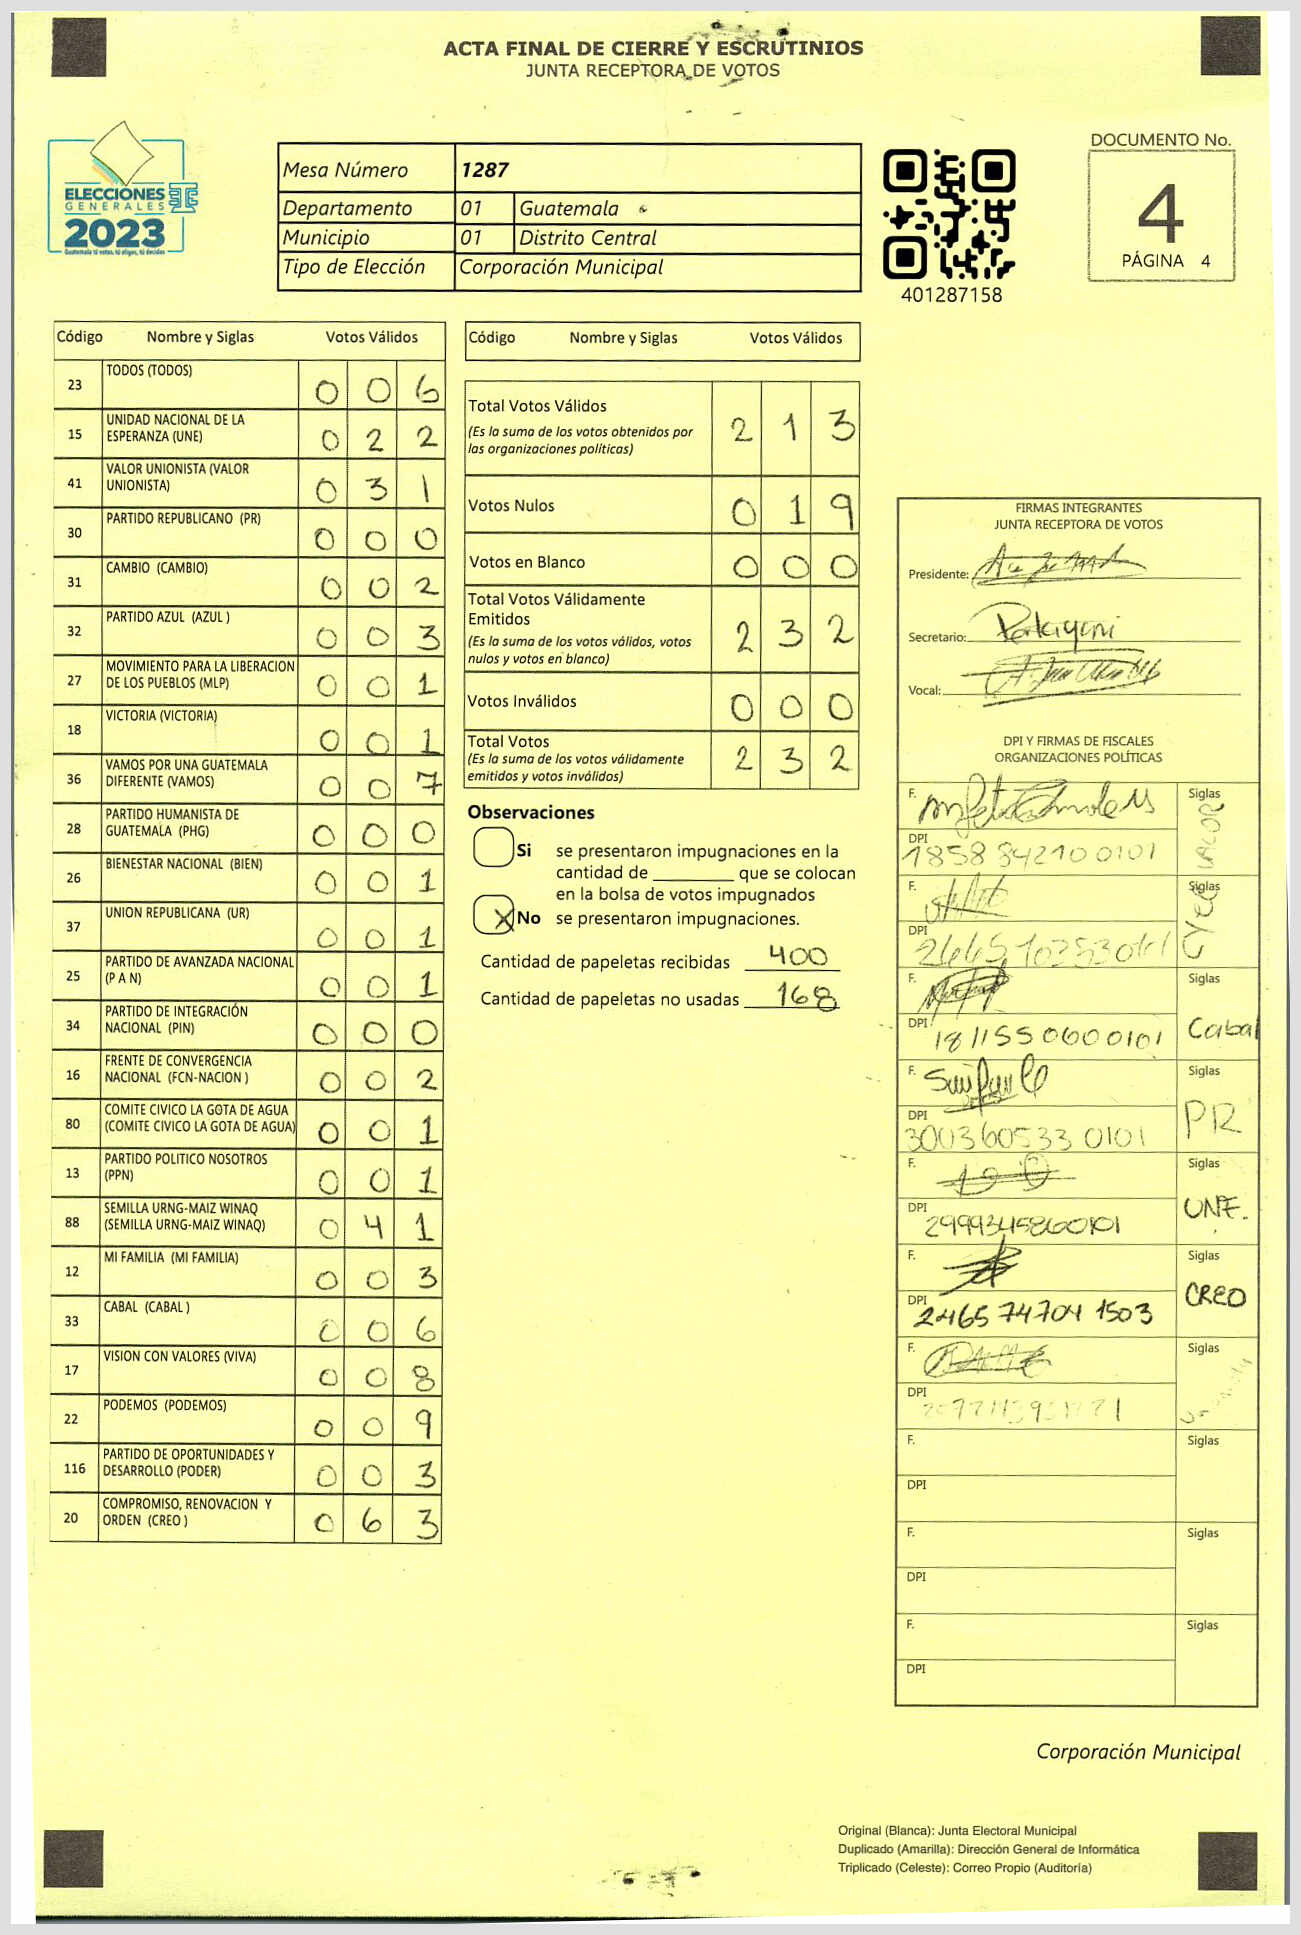 ACTA FINAL DE CIERRE Y ESCRUTINIOS
JUNTA RECEPTORA DE VOTOS
ELECCIONES
GENERALES
2023
Guatemala tú votas, tú eliges, tú decides
Mesa Número 1287
Departamento 01 Guatemala
Municipio 01 Distrito Central
Tipo de Elección Corporación Municipal
401287158
DOCUMENTO No.
4
PÁGINA 4
Código Nombre y Siglas Votos Válidos
23 TODOS (TODOS) 0 0 6
15 UNIDAD NACIONAL DE LA
ESPERANZA (UNE) 0 2 2
41 VALOR UNIONISTA (VALOR
UNIONISTA) 0 3 1
30 PARTIDO REPUBLICANO (PR) 0 0 0
31 CAMBIO (CAMBIO) 0 0 2
32 PARTIDO AZUL (AZUL ) 0 0 3
27 MOVIMIENTO PARA LA LIBERACION
DE LOS PUEBLOS (MLP) 0 0 1
18 VICTORIA (VICTORIA) 0 0 1
36 VAMOS POR UNA GUATEMALA
DIFERENTE (VAMOS) 0 0 7
28 PARTIDO HUMANISTA DE
GUATEMALA (PHG) 0 0 0
26 BIENESTAR NACIONAL (BIEN) 0 0 1
37 UNION REPUBLICANA (UR) 0 0 1
25 PARTIDO DE AVANZADA NACIONAL
(P A N) 0 0 1
34 PARTIDO DE INTEGRACIÓN
NACIONAL (PIN) 0 0 0
16 FRENTE DE CONVERGENCIA
NACIONAL (FCN-NACION ) 0 0 2
80 COMITE CIVICO LA GOTA DE AGUA
(COMITE CIVICO LA GOTA DE AGUA) 0 0 1
13 PARTIDO POLITICO NOSOTROS
(PPN) 0 0 1
88 SEMILLA URNG-MAIZ WINAQ
(SEMILLA URNG-MAIZ WINAQ) 0 4 1
12 MI FAMILIA (MI FAMILIA) 0 0 3
33 CABAL (CABAL ) 0 0 6
17 VISION CON VALORES (VIVA) 0 0 8
22 PODEMOS (PODEMOS) 0 0 9
116 PARTIDO DE OPORTUNIDADES Y
DESARROLLO (PODER) 0 0 3
20 COMPROMISO, RENOVACION Y
ORDEN (CREO ) 0 6 3
Código Nombre y Siglas Votos Válidos
Total Votos Válidos 2 1 3
(Es la suma de los votos obtenidos por
las organizaciones políticas)
Votos Nulos 0 1 9
Votos en Blanco 0 0 0
Total Votos Válidamente
Emitidos 2 3 2
(Es la suma de los votos válidos, votos
nulos y votos en blanco)
Votos Inválidos 0 0 0
Total Votos 2 3 2
(Es la suma de los votos válidamente
emitidos y votos inválidos)
Observaciones
Si se presentaron impugnaciones en la
cantidad de ________ que se colocan
en la bolsa de votos impugnados
X No se presentaron impugnaciones.
Cantidad de papeletas recibidas 400
Cantidad de papeletas no usadas 168
FIRMAS INTEGRANTES
JUNTA RECEPTORA DE VOTOS
Presidente:
Secretario:
Vocal:
DPI Y FIRMAS DE FISCALES
ORGANIZACIONES POLÍTICAS
F. Siglas VALOR
DPI 1858 84210 0101
F. Siglas
DPI
F. Siglas Cabal
DPI 181155 0600101
F. Siglas PR
DPI 300360533 0101
F. Siglas UNE.
DPI 2999345860101
F. Siglas CREO
DPI 2465 74704 1503
F. Siglas
DPI
F. Siglas
DPI
F. Siglas
DPI
F. Siglas
DPI
Corporación Municipal
Original (Blanca): Junta Electoral Municipal
Duplicado (Amarilla): Dirección General de Informática
Triplicado (Celeste): Correo Propio (Auditoría)